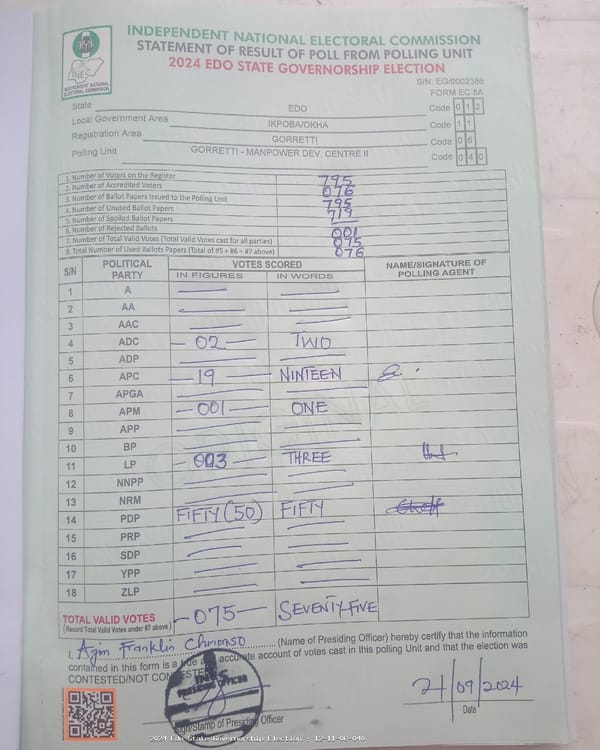 INDEPENDENT NATIONAL ELECTORAL COMMISSION
STATEMENT OF RESULT OF POLL FROM POLLING UNIT
2024 EDO STATE GOVERNORSHIP ELECTION
INEC
INDEPENDENT NATIONAL ELECTORAL COMMISSION
S/N: EG/0002386
FORM EC 8A
State EDO Code 0 1 2
Local Government Area IKPOBA/OKHA Code 1 1
Registration Area GORRETTI Code 0 6
Polling Unit GORRETTI - MANPOWER DEV. CENTRE II Code 0 4 0
1. Number of Voters on the Register 795
2. Number of Accredited Voters 076
3. Number of Ballot Papers Issued to the Polling Unit 795
4. Number of Unused Ballot Papers 719
5. Number of Spoiled Ballot Papers
6. Number of Rejected Ballots 001
7. Number of Total Valid Votes (Total Valid Votes cast for all parties) 075
8. Total Number of Used Ballots Papers (Total of #5 + #6 + #7 above) 076
S/N POLITICAL PARTY VOTES SCORED NAME/SIGNATURE OF POLLING AGENT
IN FIGURES IN WORDS
1 A
2 AA
3 AAC
4 ADC 02 TWO
5 ADP
6 APC 19 NINTEEN
7 APGA
8 APM 001 ONE
9 APP
10 BP
11 LP 003 THREE
12 NNPP
13 NRM
14 PDP FIFTY (50) FIFTY
15 PRP
16 SDP
17 YPP
18 ZLP
TOTAL VALID VOTES 075 SEVENTY-FIVE
(Record Total Valid Votes under #7 above)
I, Franklin (Name of Presiding Officer) hereby certify that the information
contained in this form is a true and accurate account of votes cast in this polling Unit and that the election was
CONTESTED/NOT CONTESTED
INEC
PRESIDING OFFICER
21/09/2024
Date
Sign/Stamp of Presiding Officer
2024 Edo State Governorship Election : 12-11-06-040